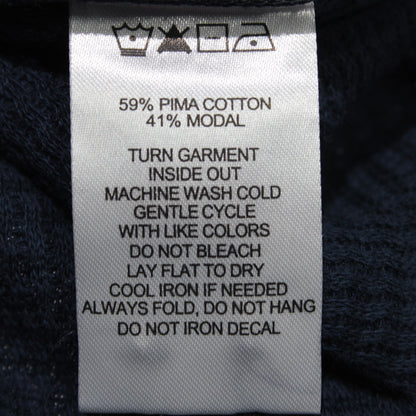 59% PIMA COTTON
41% MODAL
TURN GARMENT
INSIDE OUT
MACHINE WASH COLD
GENTLE CYCLE
WITH LIKE COLORS
DO NOT BLEACH
LAY FLAT TO DRY
COOL IRON IF NEEDED
ALWAYS FOLD, DO NOT HANG
DO NOT IRON DECAL